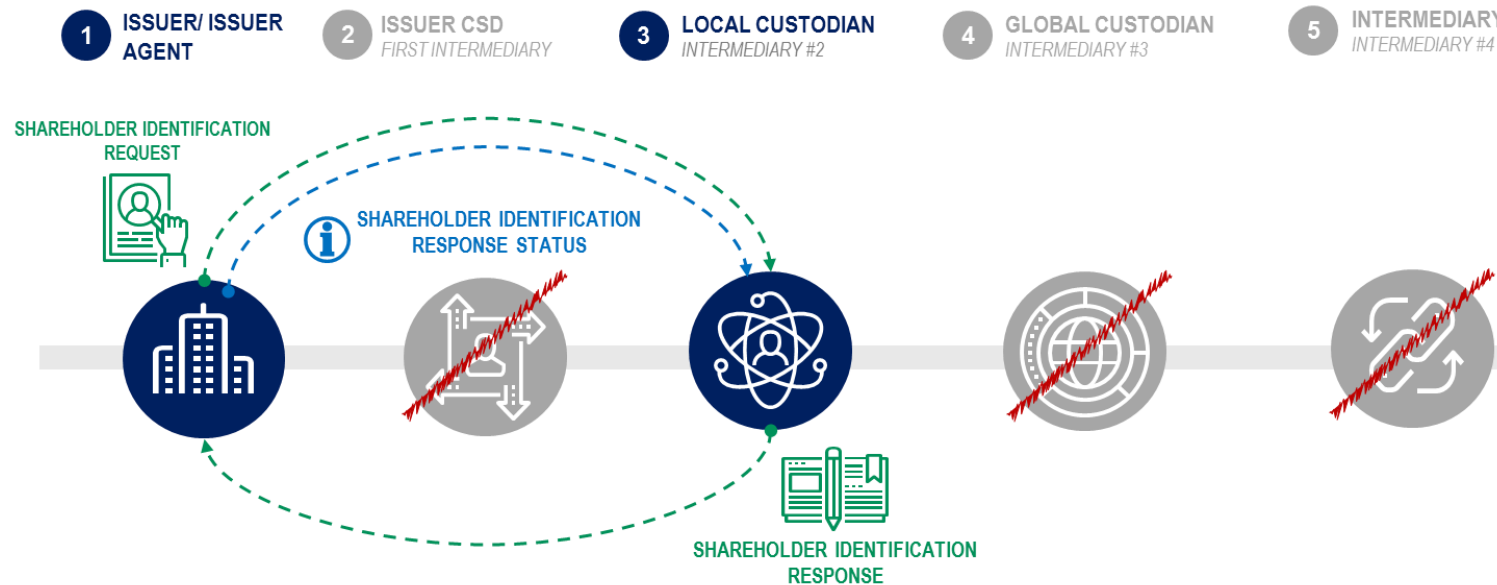 1
ISSUER/ ISSUER
AGENT
2
ISSUER CSD
FIRST INTERMEDIARY
3
LOCAL CUSTODIAN
INTERMEDIARY #2
4
GLOBAL CUSTODIAN
INTERMEDIARY #3
5
INTERMEDIARY
INTERMEDIARY #4
SHAREHOLDER IDENTIFICATION
REQUEST
SHAREHOLDER IDENTIFICATION
RESPONSE STATUS
SHAREHOLDER IDENTIFICATION
RESPONSE